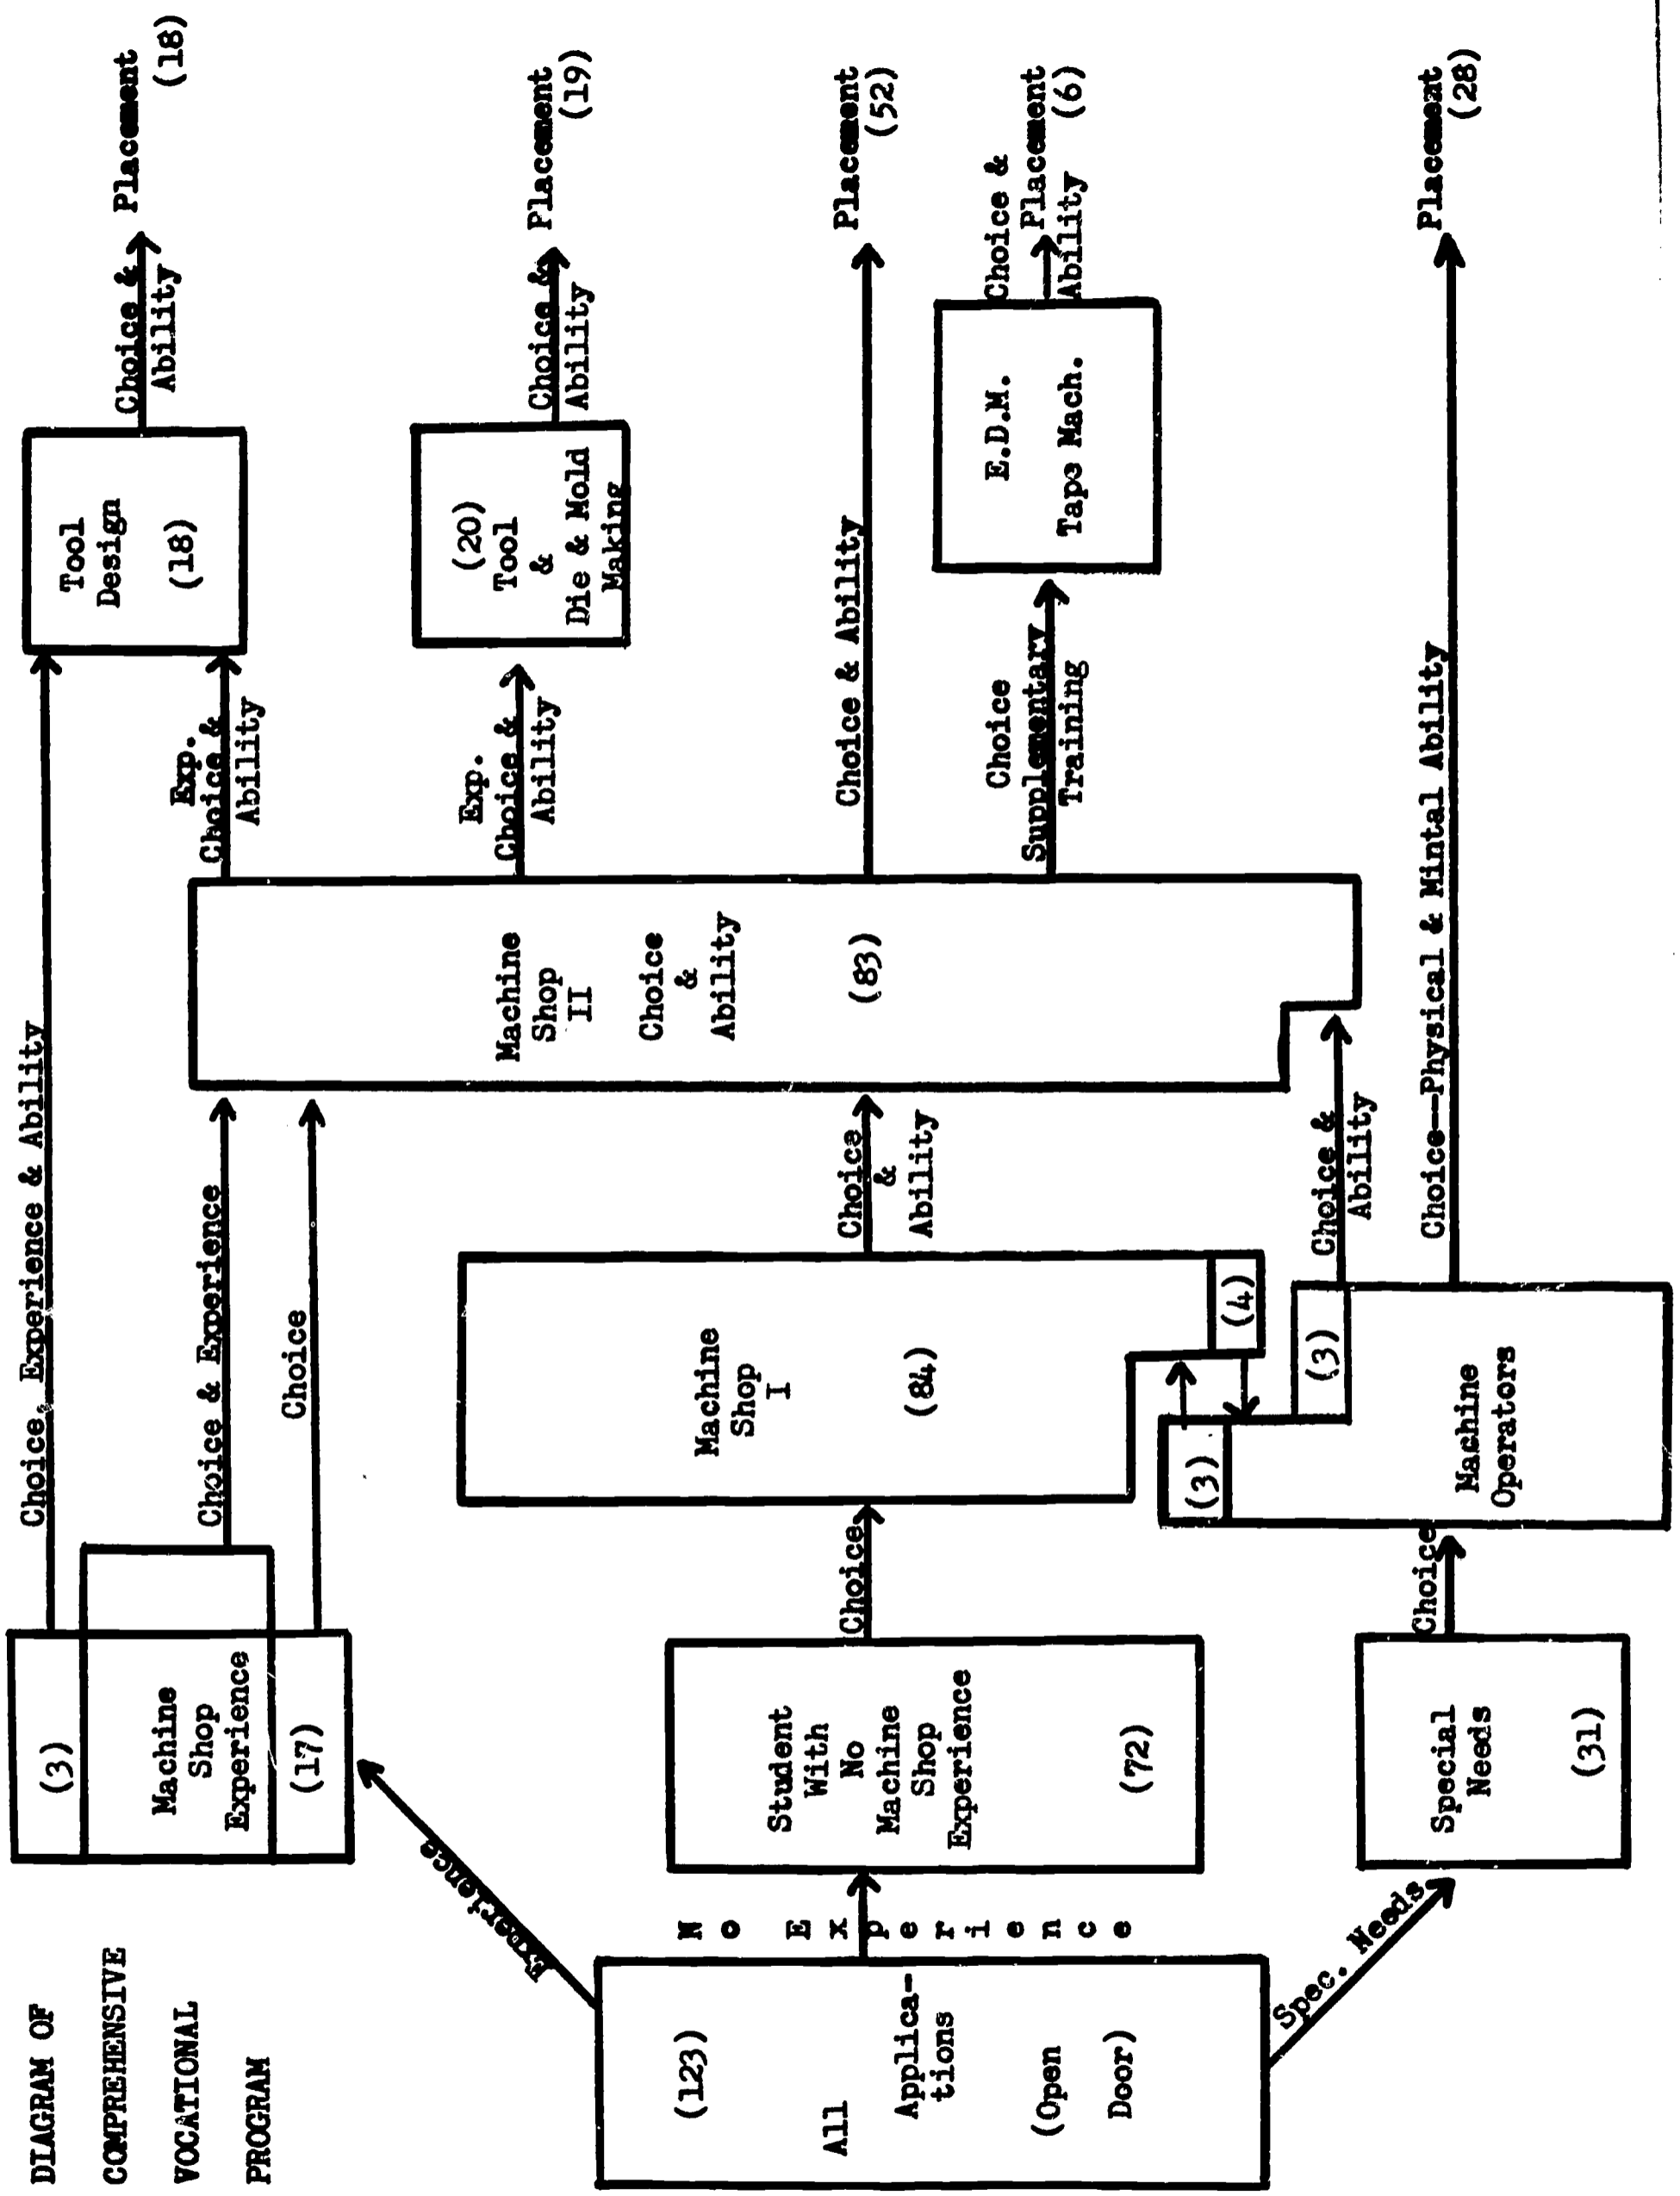 DIAGRAM OF
COMPREHENSIVE
VOCATIONAL
PROGRAM
(123)
All
Applica-
tions
(Open
Door)
Experience
No Experience
Spec. Needs
(3)
Machine
Shop
Experience
(17)
Student
With
No
Machine
Shop
Experience
(72)
Special
Needs
(31)
Choice, Experience & Ability
Choice & Experience
Choice
Choice
Choice
Machine
Shop
I
(84)
(4)
(3)
(3)
Machine
Operators
Choice
&
Ability
Choice &
Ability
Choice--Physical & Mintal Ability
Machine
Shop
II
Choice
&
Ability
(83)
Exp.
Choice &
Ability
Exp.
Choice &
Ability
Choice & Ability
Choice
Supplementary
Training
Tool
Design
(18)
(20)
Tool
&
Die & Mold
Making
E.D.M.
Tape Mach.
Choice &
Ability
Placement
(18)
Choice &
Ability
Placement
(19)
Placement
(52)
Choice &
Placement
Ability
(6)
Placement
(28)